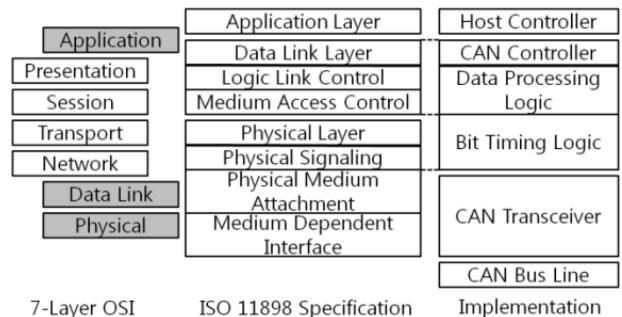 Application
Presentation
Session
Transport
Network
Data Link
Physical
7-Layer OSI
Application Layer
Data Link Layer
Logic Link Control
Medium Access Control
Physical Layer
Physical Signaling
Physical Medium
Attachment
Medium Dependent
Interface
ISO 11898 Specification
Host Controller
CAN Controller
Data Processing
Logic
Bit Timing Logic
CAN Transceiver
CAN Bus Line
Implementation